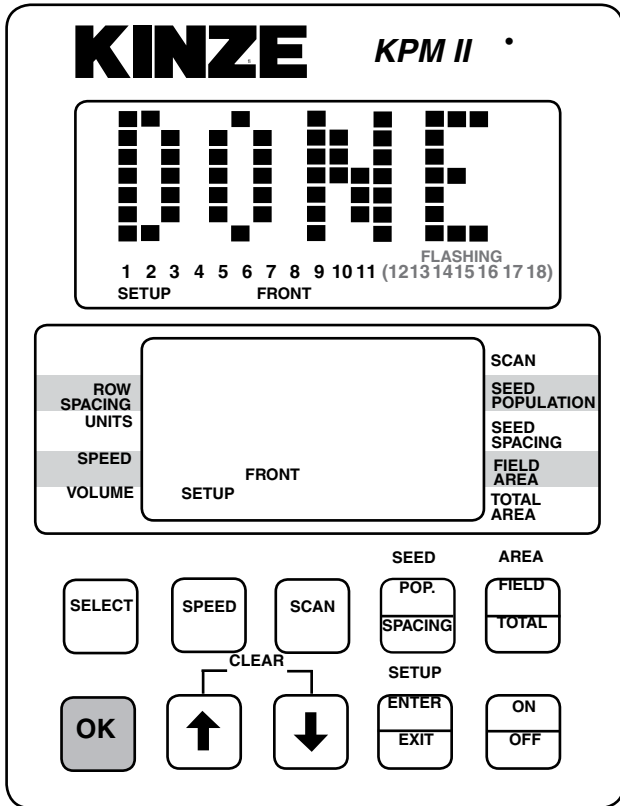 KINZE KPM II
DONE
FLASHING
1 2 3 4 5 6 7 8 9 10 11 (12 13 14 15 16 17 18)
SETUP FRONT
ROW
SPACING
UNITS
SPEED
VOLUME
FRONT
SETUP
SCAN
SEED
POPULATION
SEED
SPACING
FIELD
AREA
TOTAL
AREA
SELECT
SPEED
SCAN
SEED
POP.
SPACING
AREA
FIELD
TOTAL
CLEAR
OK
SETUP
ENTER
EXIT
ON
OFF